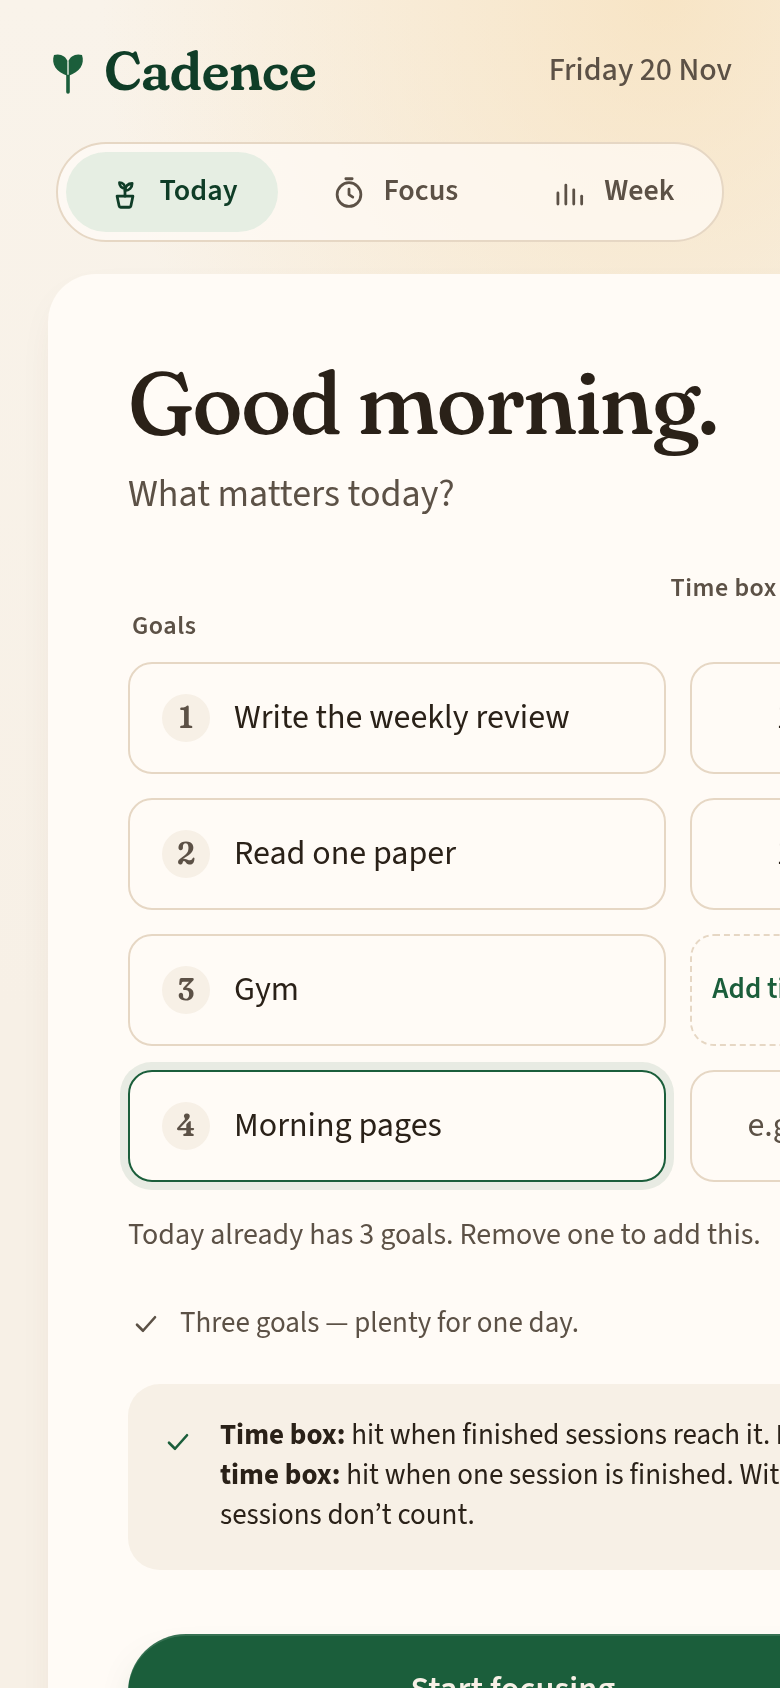 Cadence
Friday 20 Nov
Today
Focus
Week
Good morning.
What matters today?
Time box
Goals
1 Write the weekly review
2 Read one paper
3 Gym
Add
4 Morning pages
Today already has 3 goals. Remove one to add this.
Three goals — plenty for one day.
Time box: hit when finished sessions reach it.
time box: hit when one session is finished.
sessions don’t count.
Start focusing